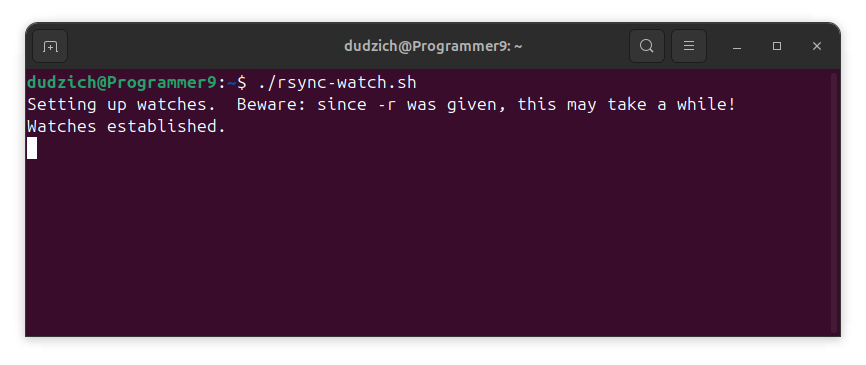 dudzich@Programmer9: ~
dudzich@Programmer9:~$ ./rsync-watch.sh
Setting up watches.  Beware: since -r was given, this may take a while!
Watches established.